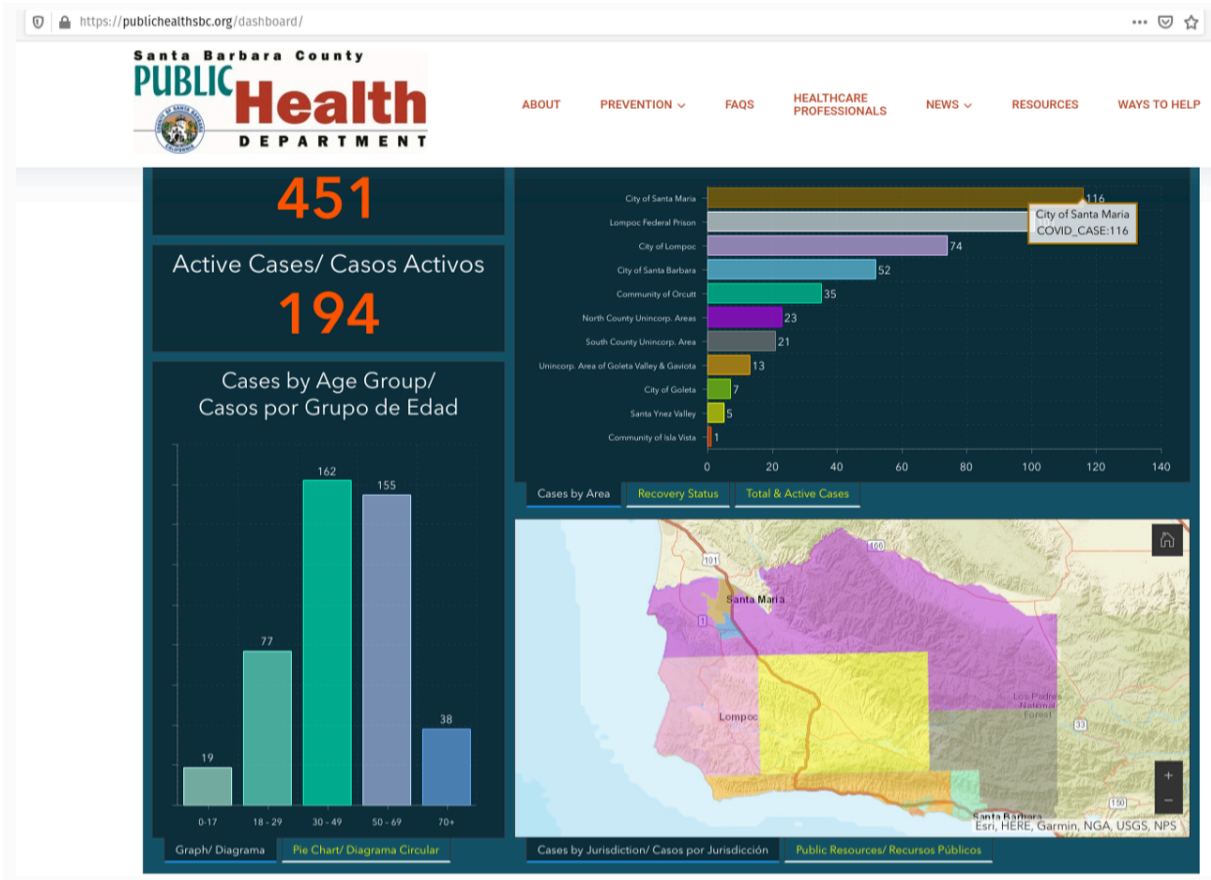 https://publichealthsbc.org/dashboard/
Santa Barbara County
PUBLIC Health
DEPARTMENT
ABOUT
PREVENTION
FAQS
HEALTHCARE
PROFESSIONALS
NEWS
RESOURCES
WAYS TO HELP
451
Active Cases/ Casos Activos
194
Cases by Age Group/
Casos por Grupo de Edad
19
77
162
155
38
0-17
18 - 29
30 - 49
50 - 69
70+
Graph/ Diagrama
Pie Chart/ Diagrama Circular
City of Santa Maria
116
Lompoc Federal Prison
City of Lompoc
74
City of Santa Barbara
52
Community of Orcutt
35
North County Unincorp. Areas
23
South County Unincorp. Area
21
Unincorp. Area of Goleta Valley & Gaviota
13
City of Goleta
7
Santa Ynez Valley
5
Community of Isla Vista
1
City of Santa Maria
COVID_CASE:116
0
20
40
60
80
100
120
140
Cases by Area
Recovery Status
Total & Active Cases
101
166
Santa Maria
1
Lompoc
Los Padres
National
Forest
33
150
Santa Barbara
Esri, HERE, Garmin, NGA, USGS, NPS
Cases by Jurisdiction/ Casos por Jurisdicción
Public Resources/ Recursos Públicos